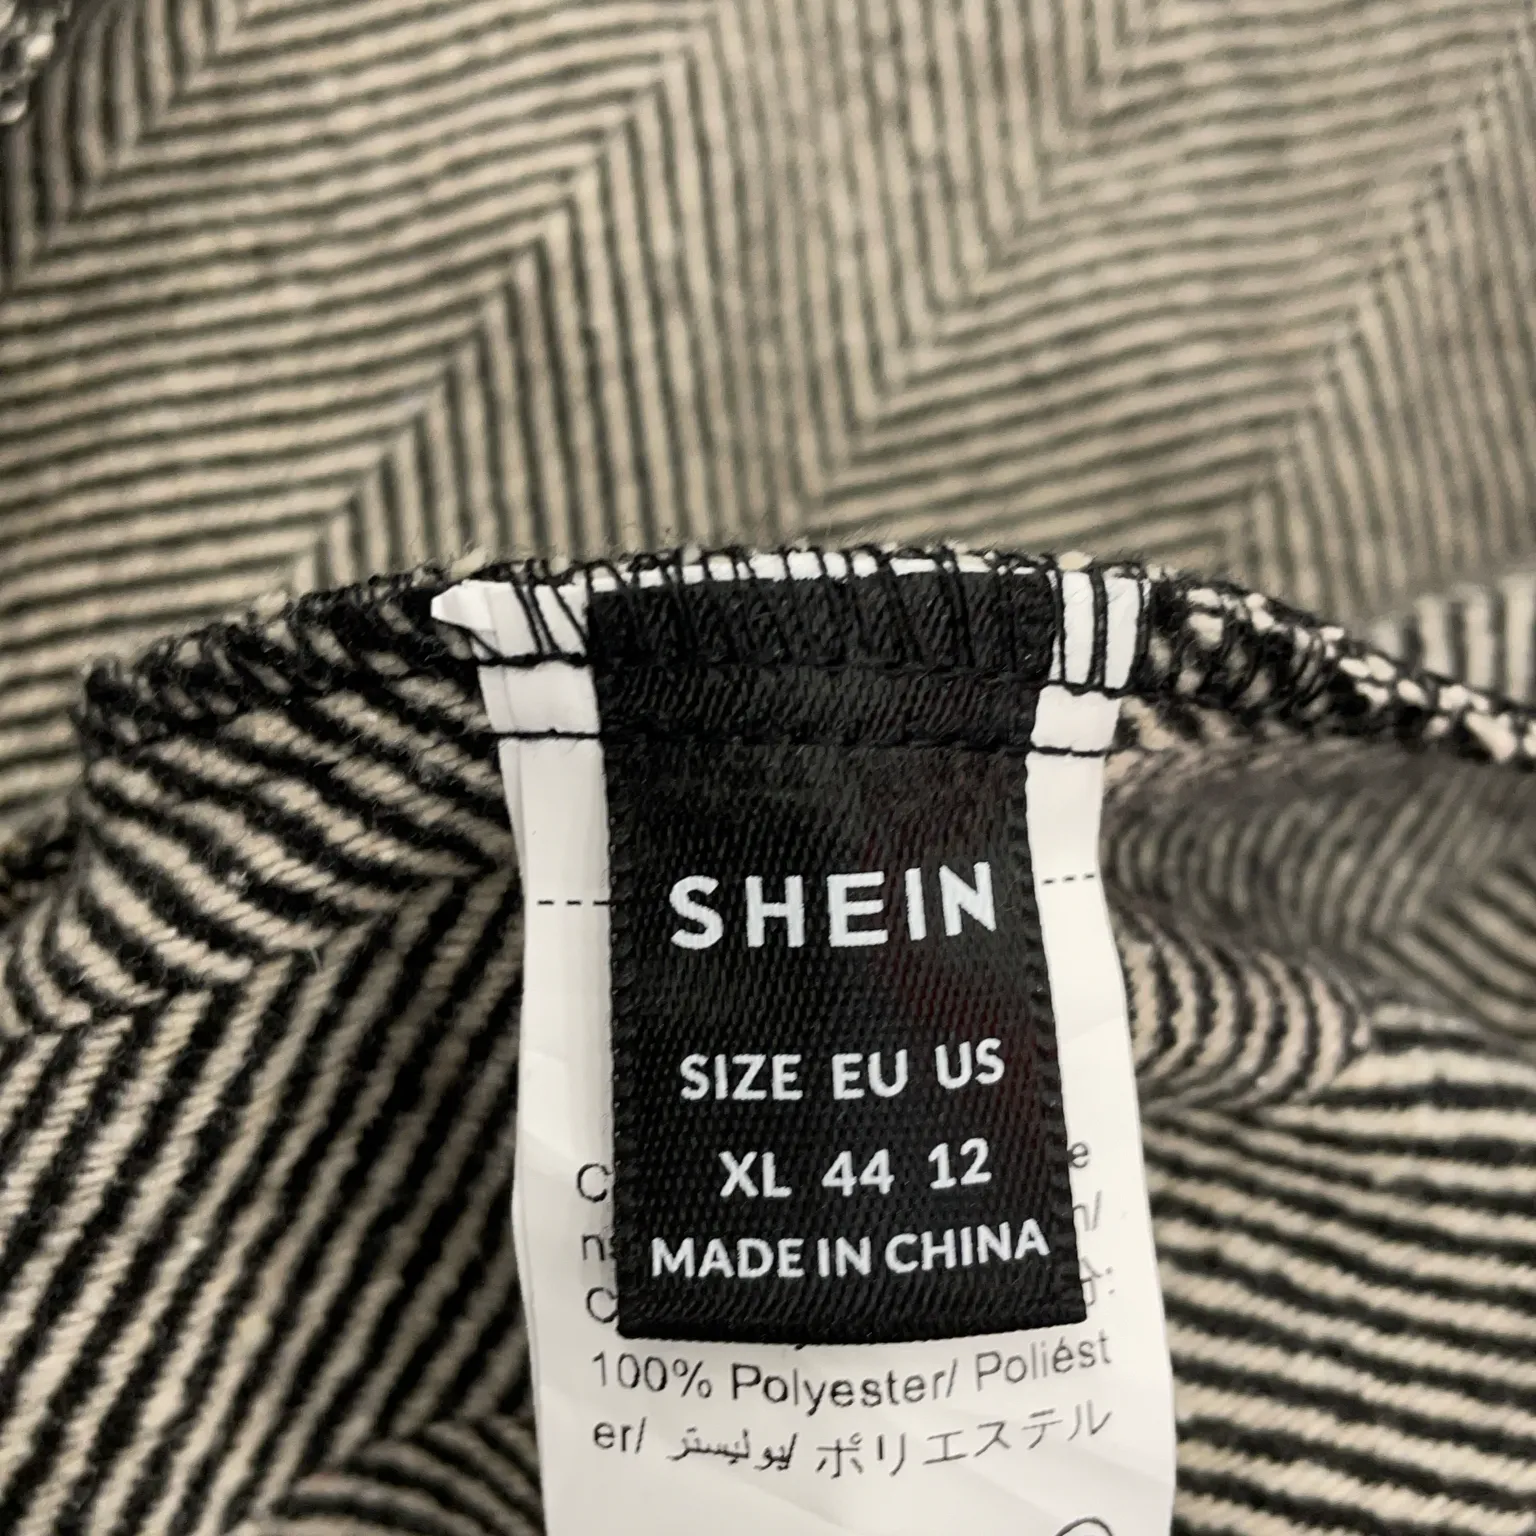 SHEIN
SIZE EU US
XL 44 12
MADE IN CHINA
100% Polyester/ Poliést
er/ بوليستر/ ポリエステル